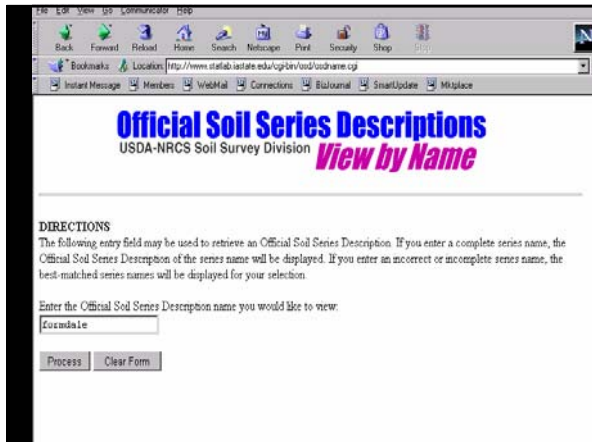 File Edit View Go Communicator Help
Back Forward Reload Home Search Netscape Print Security Shop Stop
Bookmarks Location: http://www.statlab.iastate.edu/cgi-bin/osd/osdname.cgi
Instant Message Members WebMail Connections BizJournal SmartUpdate Mktplace
N
Official Soil Series Descriptions
USDA-NRCS Soil Survey Division View by Name
DIRECTIONS
The following entry field may be used to retrieve an Official Soil Series Description. If you enter a complete series name, the
Official Soil Series Description of the series name will be displayed. If you enter an incorrect or incomplete series name, the
best-matched series names will be displayed for your selection.
Enter the Official Soil Series Description name you would like to view:
formdale
Process Clear Form